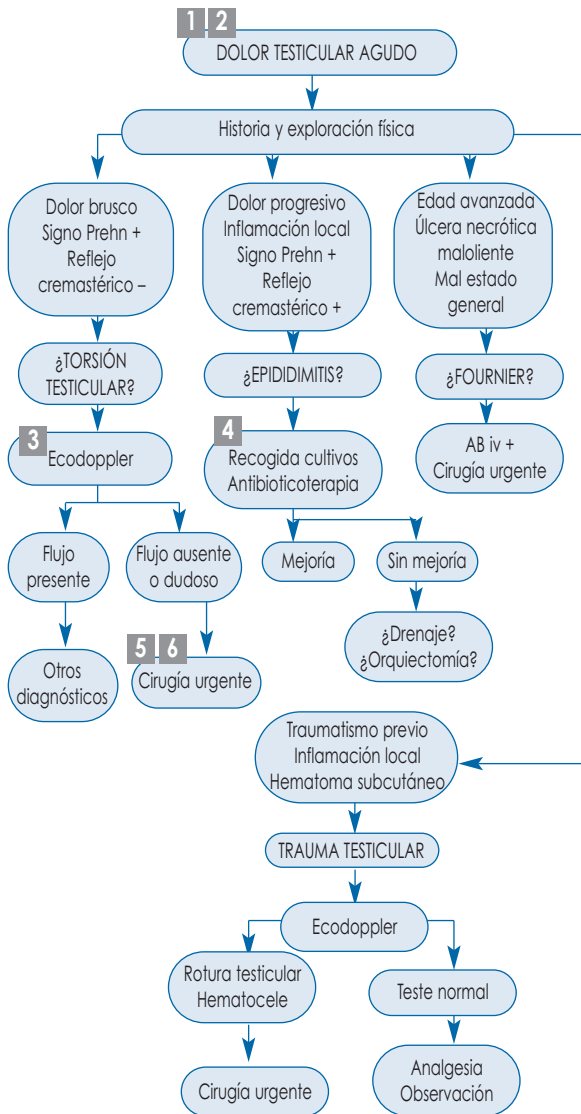 1 2
DOLOR TESTICULAR AGUDO
Historia y exploración física
Dolor brusco
Signo Prehn +
Reflejo
cremastérico –
Dolor progresivo
Inflamación local
Signo Prehn +
Reflejo
cremastérico +
Edad avanzada
Úlcera necrótica
maloliente
Mal estado
general
¿TORSIÓN
TESTICULAR?
¿EPIDIDIMITIS?
¿FOURNIER?
3
Ecodoppler
4
Recogida cultivos
Antibioticoterapia
AB iv +
Cirugía urgente
Flujo
presente
Flujo ausente
o dudoso
Mejoría
Sin mejoría
Otros
diagnósticos
5 6
Cirugía urgente
¿Drenaje?
¿Orquiectomía?
Traumatismo previo
Inflamación local
Hematoma subcutáneo
TRAUMA TESTICULAR
Ecodoppler
Rotura testicular
Hematocele
Teste normal
Cirugía urgente
Analgesia
Observación